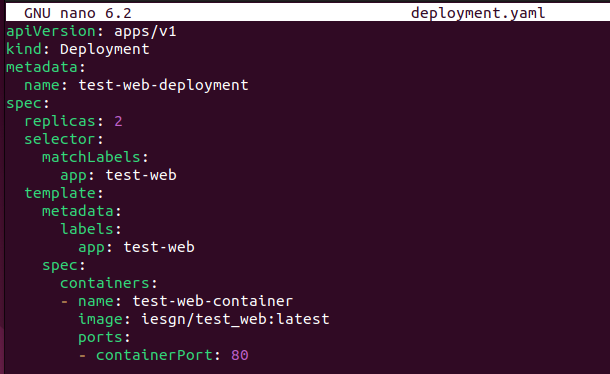 GNU nano 6.2 deployment.yaml
apiVersion: apps/v1
kind: Deployment
metadata:
  name: test-web-deployment
spec:
  replicas: 2
  selector:
    matchLabels:
      app: test-web
  template:
    metadata:
      labels:
        app: test-web
    spec:
      containers:
      - name: test-web-container
        image: iesgn/test_web:latest
        ports:
        - containerPort: 80